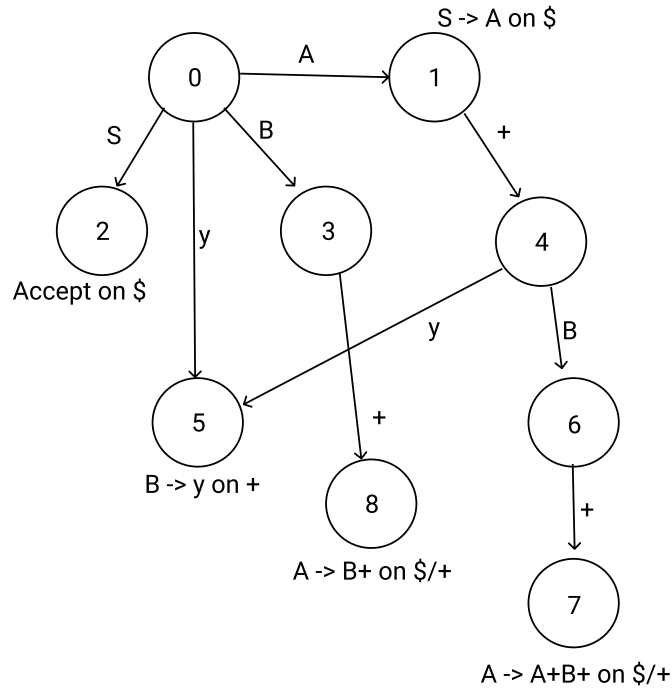 S -> A on $
0
A
1
S
B
+
2
y
3
4
Accept on $
y
B
5
+
6
B -> y on +
8
+
A -> B+ on $/+
7
A -> A+B+ on $/+